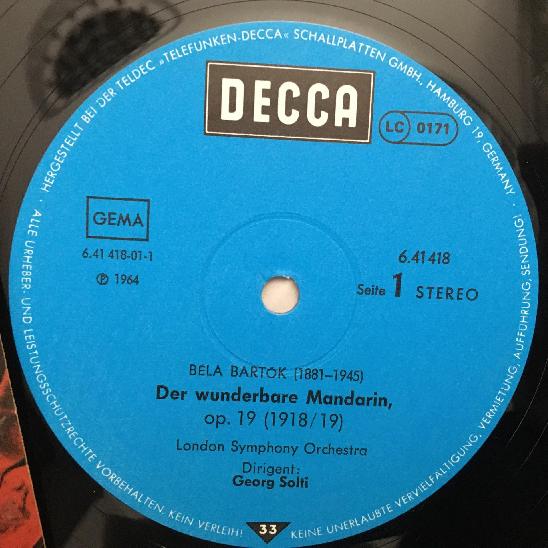 HERGESTELLT BEI DER TELDEC »TELEFUNKEN-DECCA« SCHALLPLATTEN GMBH, HAMBURG 19, GERMANY ·
DECCA
LC 0171
GEMA
6.41 418-01-1
℗ 1964
6.41 418
Seite 1 STEREO
BELA BARTOK (1881–1945)
Der wunderbare Mandarin,
op. 19 (1918/19)
London Symphony Orchestra
Dirigent:
Georg Solti
· ALLE URHEBER- UND LEISTUNGSSCHUTZRECHTE VORBEHALTEN. KEIN VERLEIH! KEINE UNERLAUBTE VERVIELFÄLTIGUNG, VERMIETUNG, AUFFÜHRUNG, SENDUNG!
33